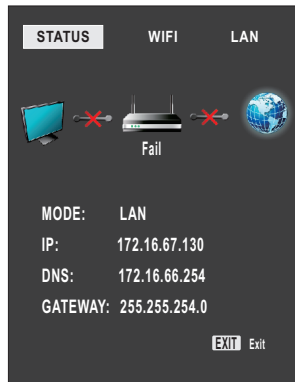 STATUS WIFI LAN
Fail
MODE: LAN
IP: 172.16.67.130
DNS: 172.16.66.254
GATEWAY: 255.255.254.0
EXIT Exit